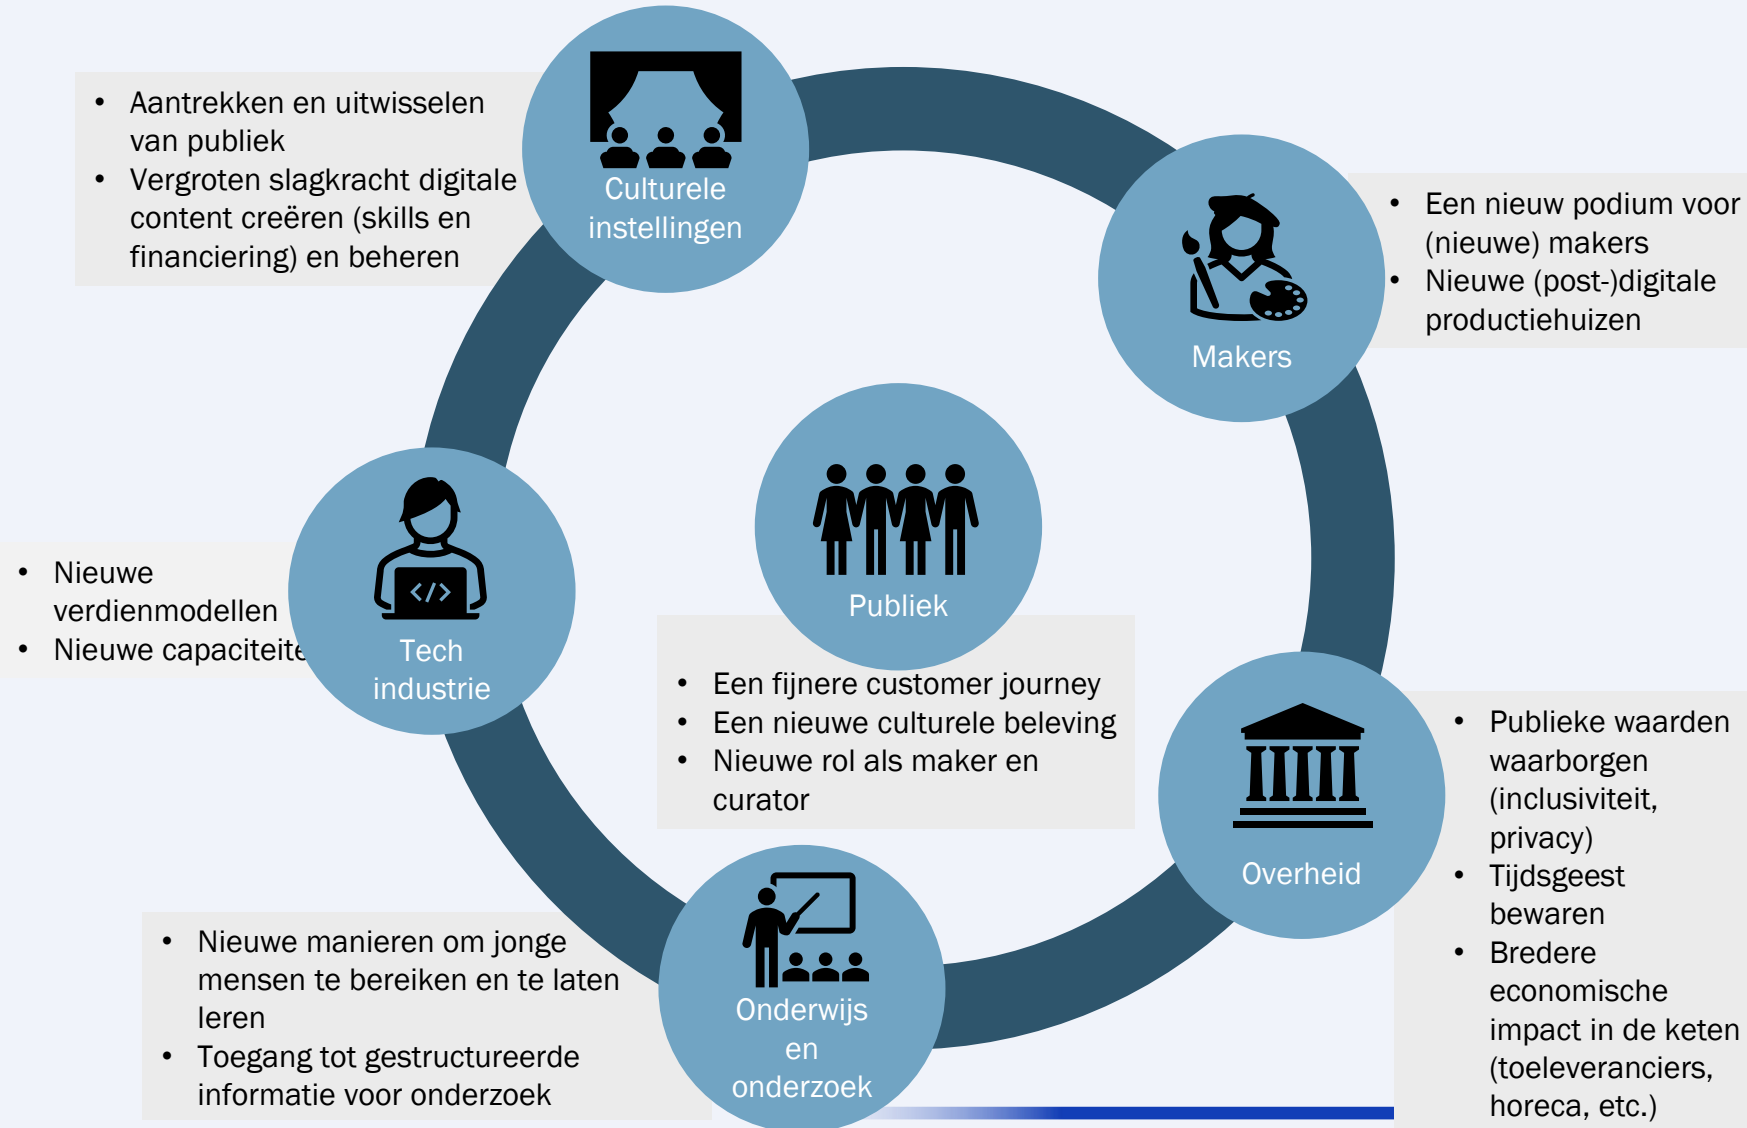 • Aantrekken en uitwisselen
van publiek
• Vergroten slagkracht digitale
content creëren (skills en
financiering) en beheren
Culturele
instellingen
• Een nieuw podium voor
(nieuwe) makers
• Nieuwe (post-)digitale
productiehuizen
Makers
• Nieuwe
verdienmodellen
• Nieuwe capaciteite
</>
Tech
industrie
Publiek
• Een fijnere customer journey
• Een nieuwe culturele beleving
• Nieuwe rol als maker en
curator
Overheid
• Publieke waarden
waarborgen
(inclusiviteit,
privacy)
• Tijdsgeest
bewaren
• Bredere
economische
impact in de keten
(toeleveranciers,
horeca, etc.)
• Nieuwe manieren om jonge
mensen te bereiken en te laten
leren
• Toegang tot gestructureerde
informatie voor onderzoek
Onderwijs
en
onderzoek